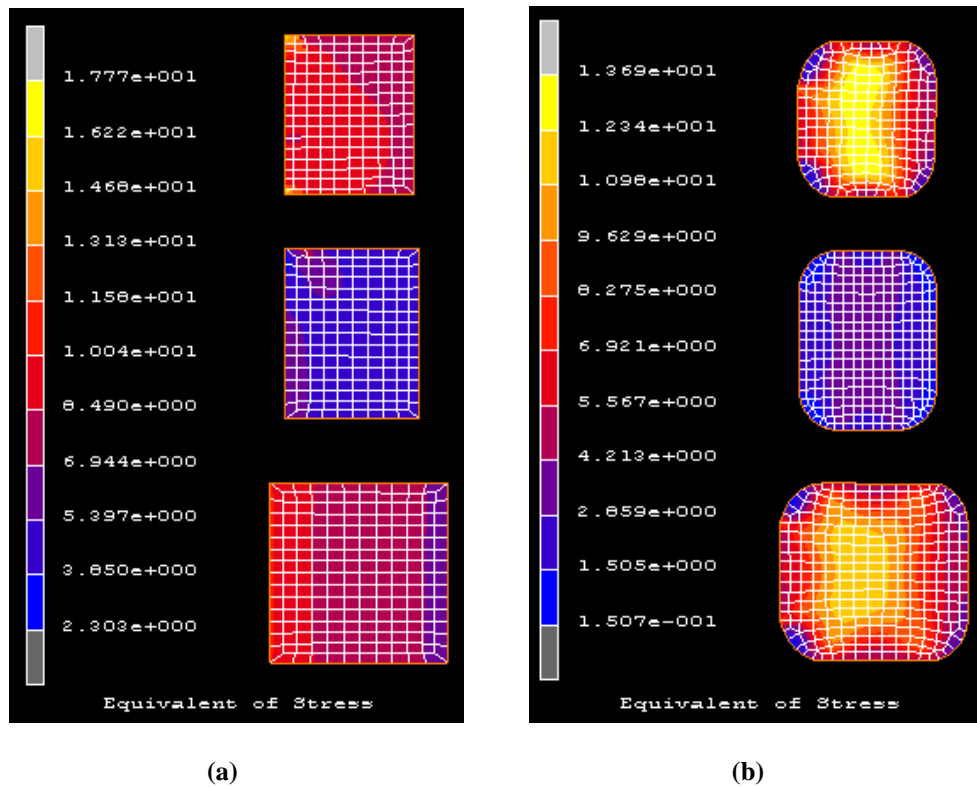 1.777e+001
1.622e+001
1.468e+001
1.313e+001
1.158e+001
1.004e+001
8.490e+000
6.944e+000
5.397e+000
3.850e+000
2.303e+000
Equivalent of Stress
(a)
1.369e+001
1.234e+001
1.098e+001
9.629e+000
8.275e+000
6.921e+000
5.567e+000
4.213e+000
2.859e+000
1.505e+000
1.507e-001
Equivalent of Stress
(b)